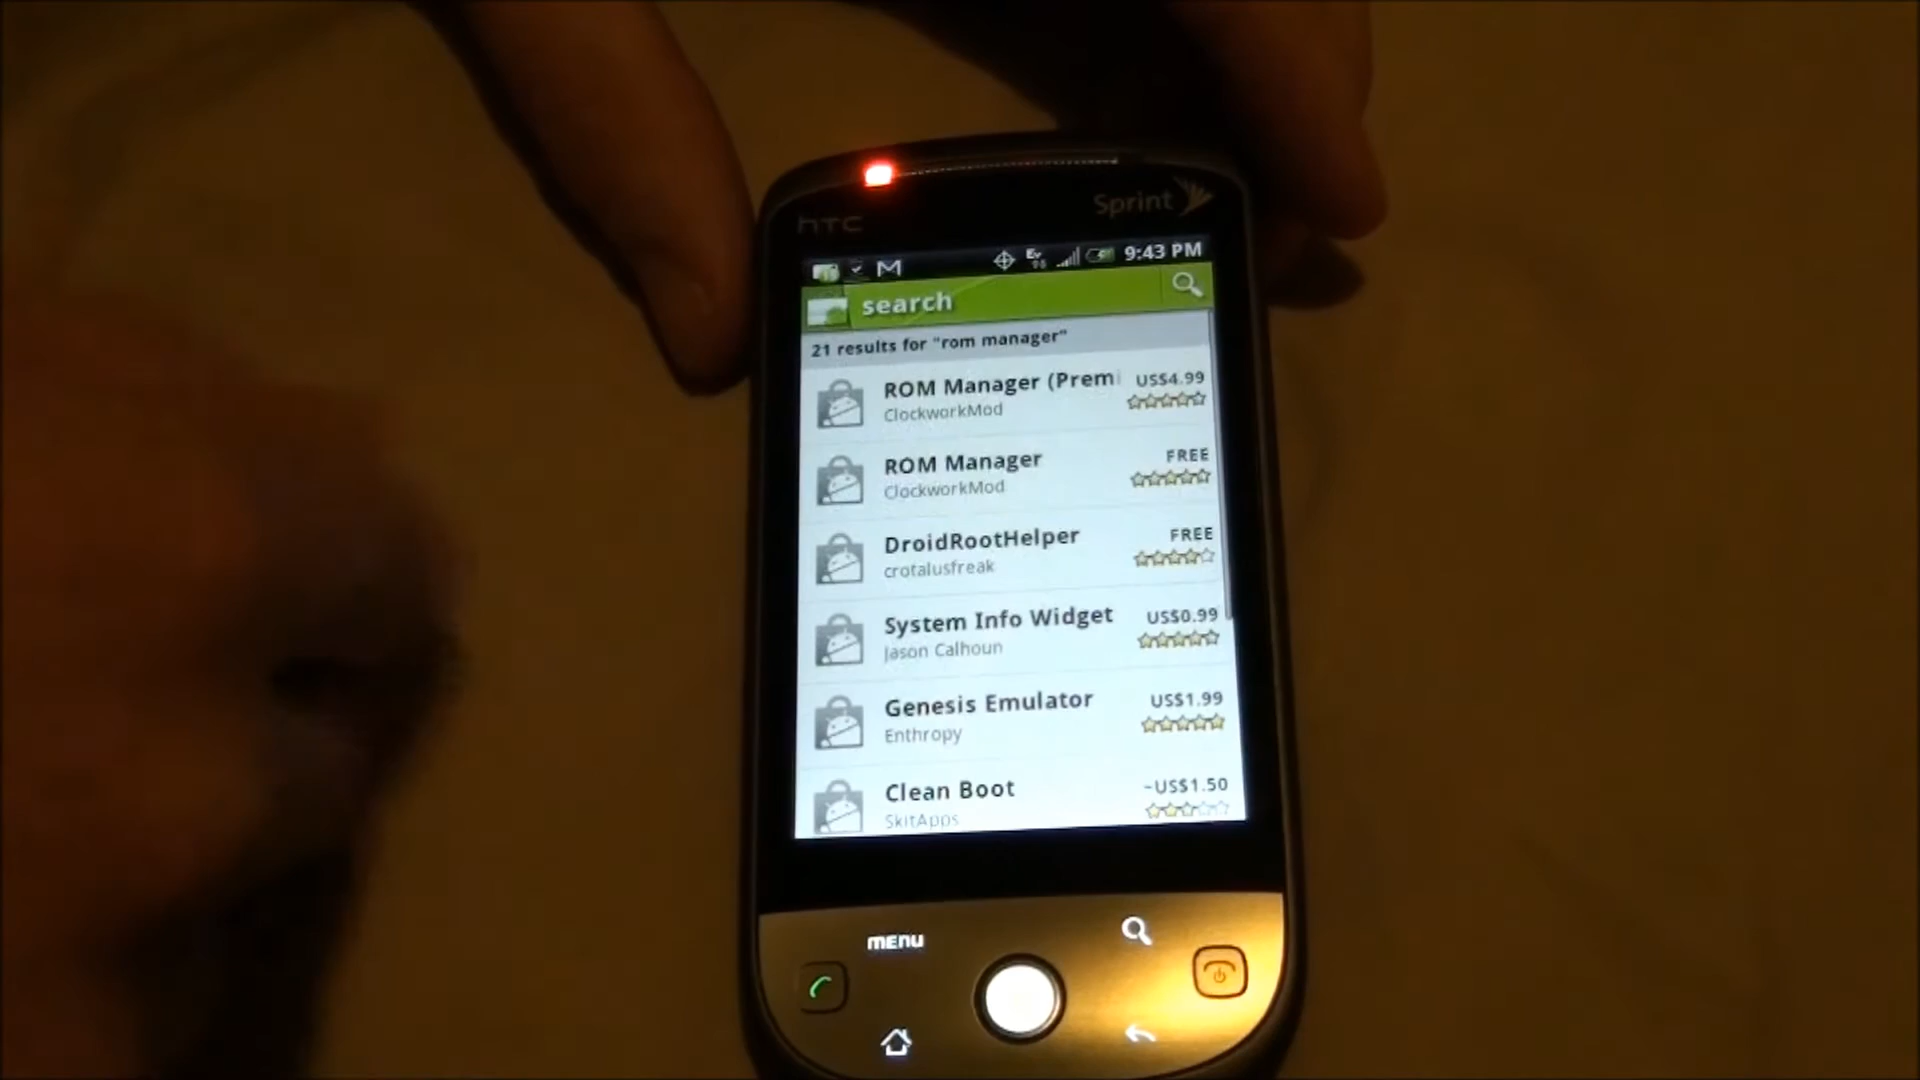 hTC
Sprint
9:43 PM
search
21 results for "rom manager"
ROM Manager (Premi
US$4.99
ClockworkMod
ROM Manager
FREE
ClockworkMod
DroidRootHelper
FREE
crotalusfreak
System Info Widget
US$0.99
Jason Calhoun
Genesis Emulator
US$1.99
Enthropy
Clean Boot
~US$1.50
SkitApps
menu